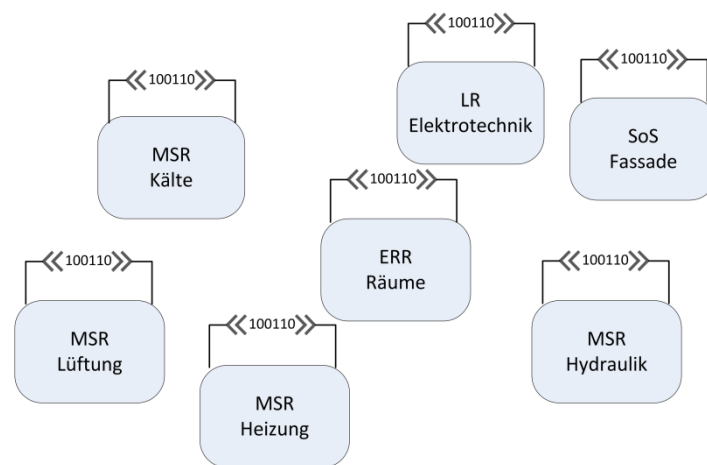 100110
LR
Elektrotechnik
100110
SoS
Fassade
100110
MSR
Kälte
100110
ERR
Räume
100110
MSR
Lüftung
100110
MSR
Hydraulik
100110
MSR
Heizung